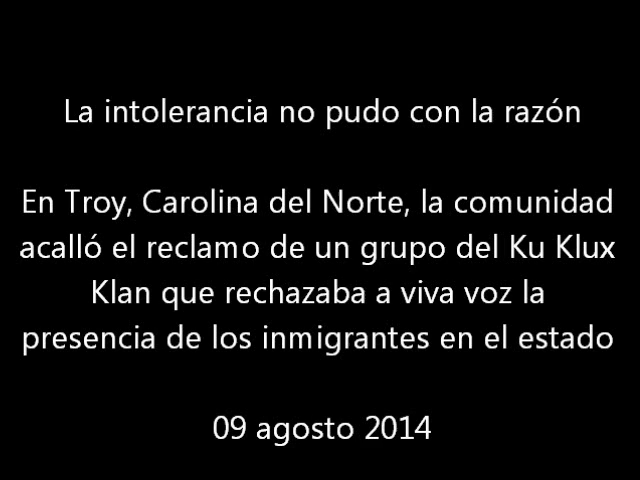 La intolerancia no pudo con la razón
En Troy, Carolina del Norte, la comunidad
acalló el reclamo de un grupo del Ku Klux
Klan que rechazaba a viva voz la
presencia de los inmigrantes en el estado
09 agosto 2014